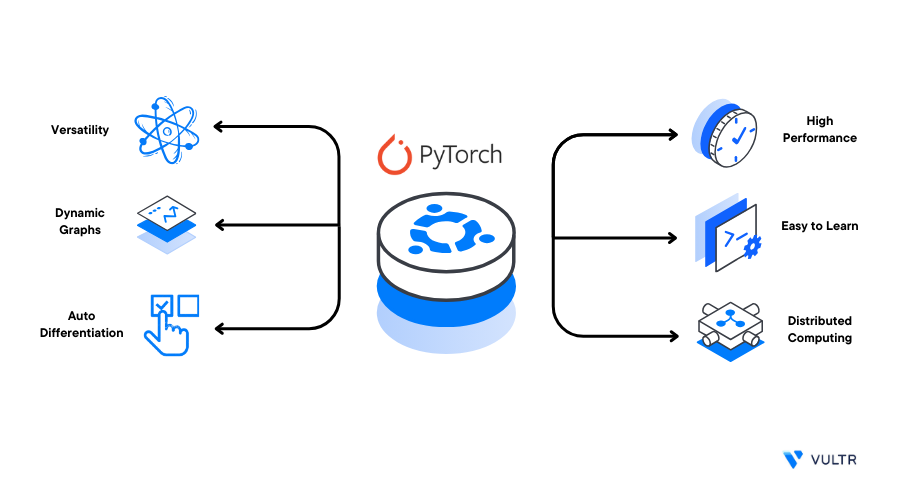 Versatility
Dynamic
Graphs
Auto
Differentiation
PyTorch
High
Performance
Easy to Learn
Distributed
Computing
VULTR